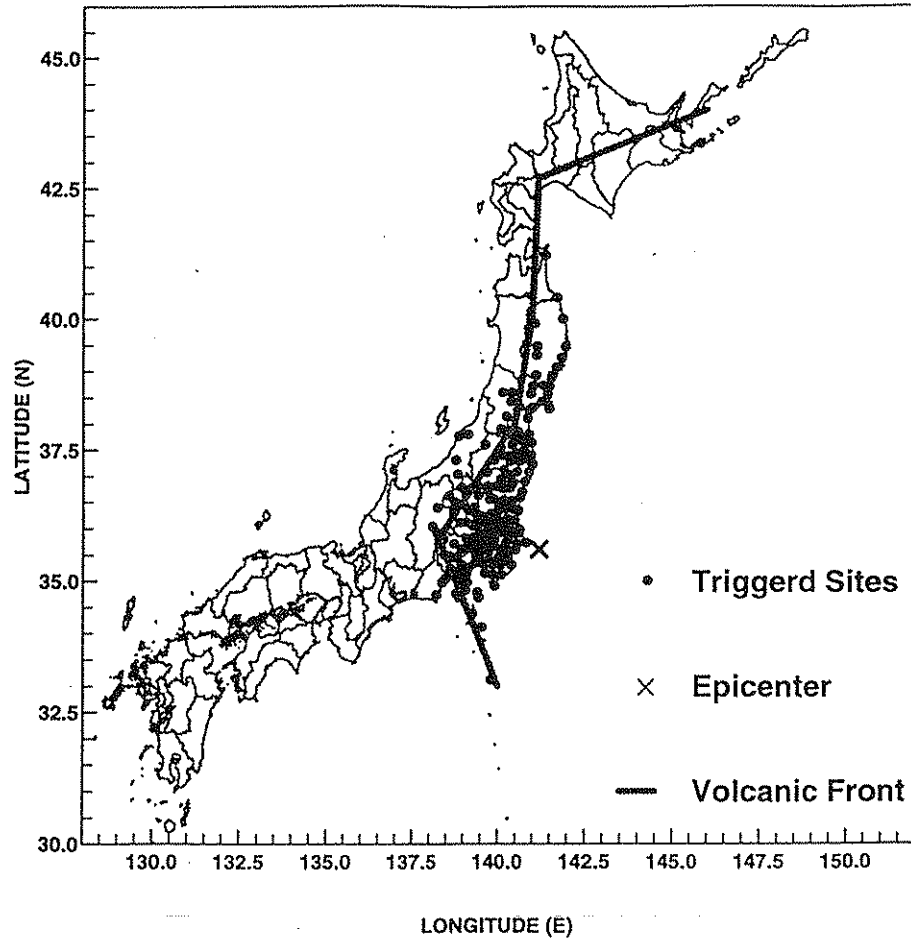 45.0
42.5
40.0
37.5
35.0
32.5
30.0
LATITUDE (N)
Triggerd Sites
Epicenter
Volcanic Front
130.0 132.5 135.0 137.5 140.0 142.5 145.0 147.5 150.0
LONGITUDE (E)